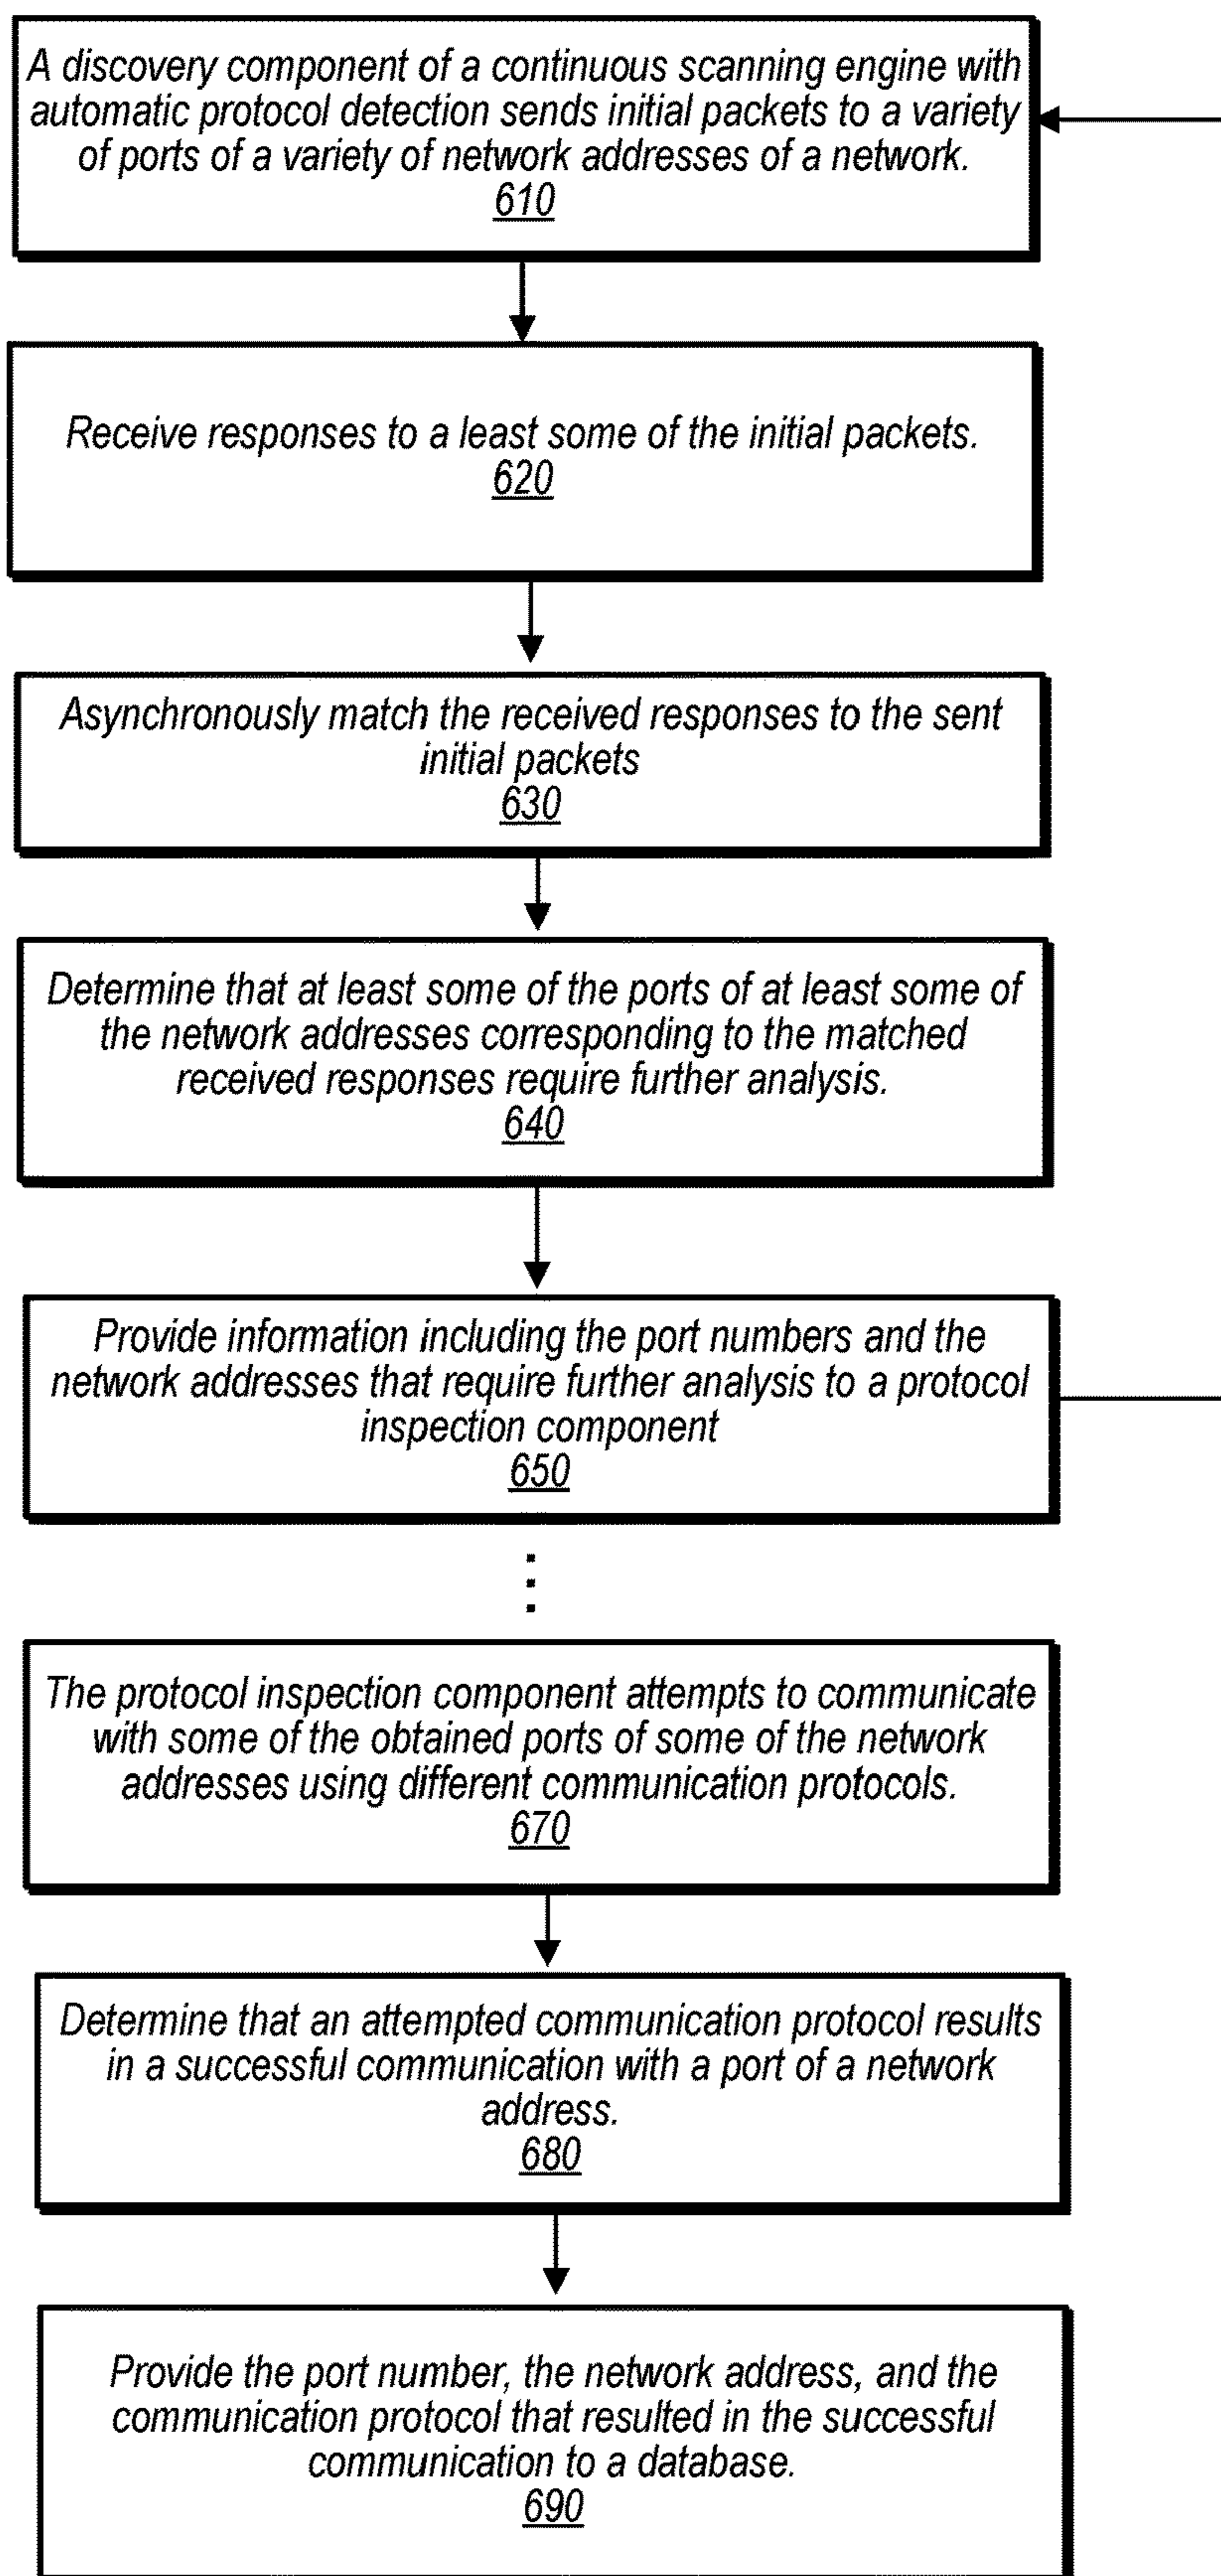 A discovery component of a continuous scanning engine with
automatic protocol detection sends initial packets to a variety
of ports of a variety of network addresses of a network.
610
Receive responses to a least some of the initial packets.
620
Asynchronously match the received responses to the sent
initial packets
630
Determine that at least some of the ports of at least some of
the network addresses corresponding to the matched
received responses require further analysis.
640
Provide information including the port numbers and the
network addresses that require further analysis to a protocol
inspection component
650
The protocol inspection component attempts to communicate
with some of the obtained ports of some of the network
addresses using different communication protocols.
670
Determine that an attempted communication protocol results
in a successful communication with a port of a network
address.
680
Provide the port number, the network address, and the
communication protocol that resulted in the successful
communication to a database.
690